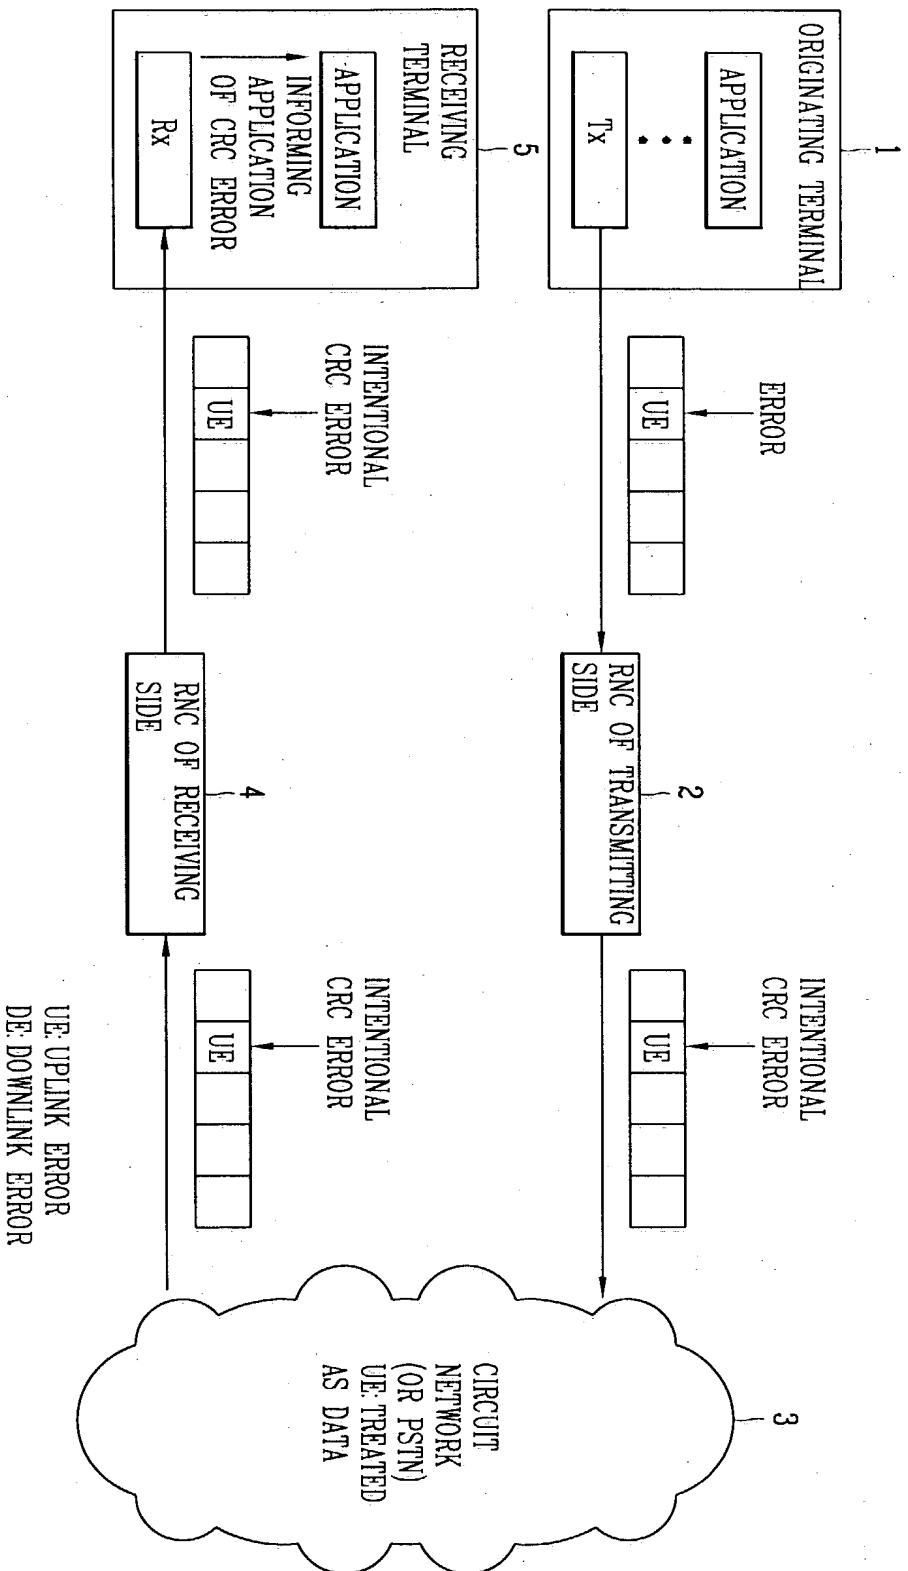 ORIGINATING TERMINAL
1
APPLICATION
Tx
ERROR
UE
RNC OF TRANSMITTING
SIDE
2
INTENTIONAL
CRC ERROR
UE
CIRCUIT
NETWORK
(OR PSTN)
UE:TREATED
AS DATA
3
RECEIVING
TERMINAL
5
APPLICATION
INFORMING
APPLICATION
OF CRC ERROR
Rx
INTENTIONAL
CRC ERROR
UE
RNC OF RECEIVING
SIDE
4
INTENTIONAL
CRC ERROR
UE
UE:UPLINK ERROR
DE:DOWNLINK ERROR